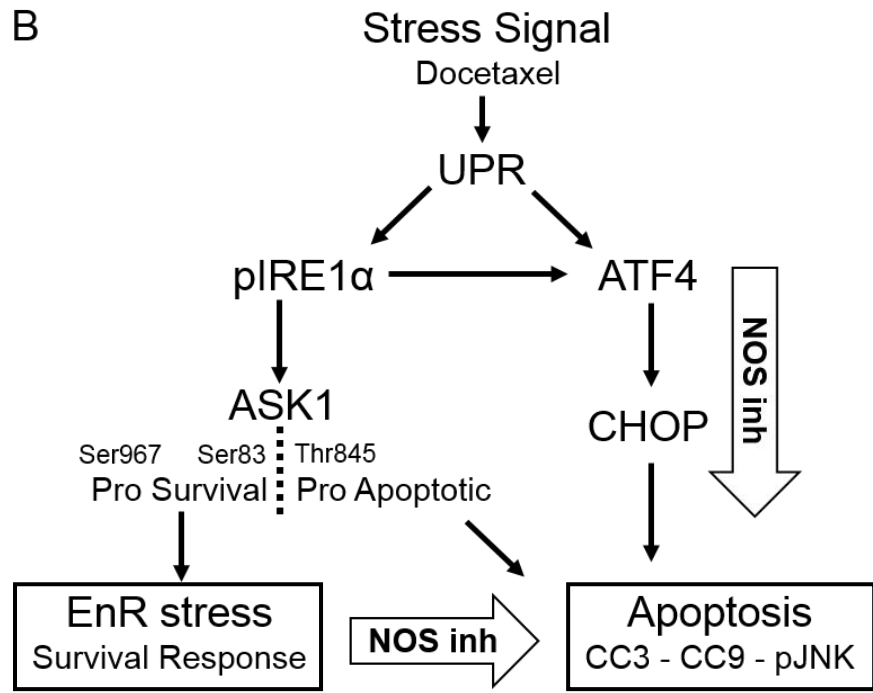 B
Stress Signal
Docetaxel
UPR
pIRE1α
ATF4
NOS inh
ASK1
CHOP
Ser967 Ser83 Thr845
Pro Survival Pro Apoptotic
EnR stress
Survival Response
NOS inh
Apoptosis
CC3 - CC9 - pJNK